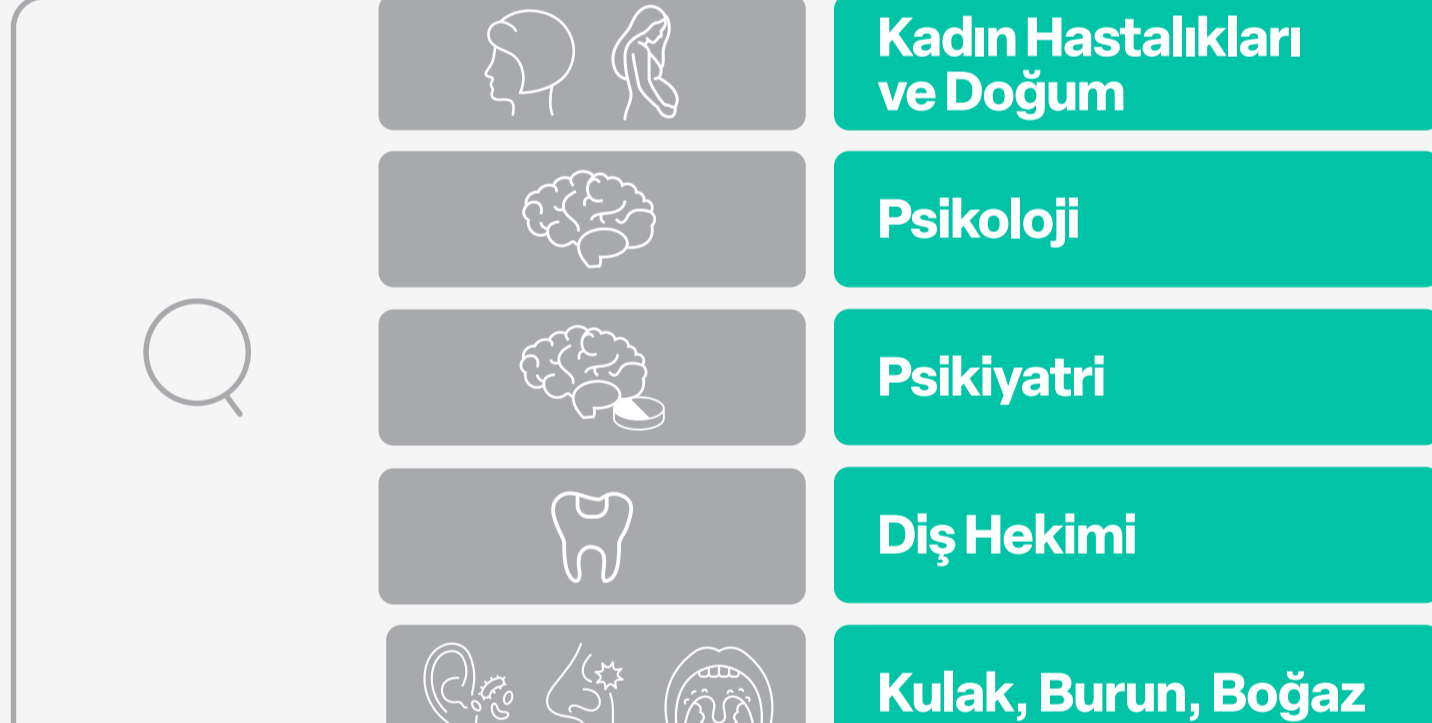 Kadın Hastalıkları
ve Doğum
Psikoloji
Psikiyatri
Diş Hekimi
Kulak, Burun, Boğaz